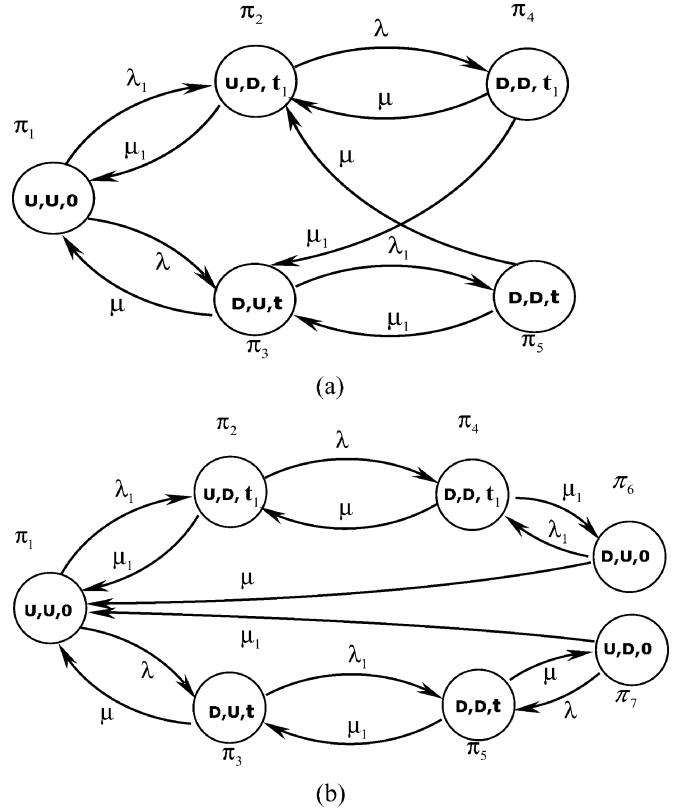 π₂ π₄
λ
U,D, t₁ D,D, t₁
λ₁
μ
π₁ μ₁
μ
U,U,0
μ₁ λ₁
λ
D,U,t D,D,t
μ μ₁
π₃ π₅
(a)
π₂ π₄
λ
π₆
λ₁ U,D, t₁ D,D, t₁ μ₁
π₁ μ λ₁
μ₁ D,U,0
μ
U,U,0
μ₁ U,D,0
λ λ₁
μ
μ D,U,t D,D,t λ π₇
μ₁
π₃ π₅
(b)